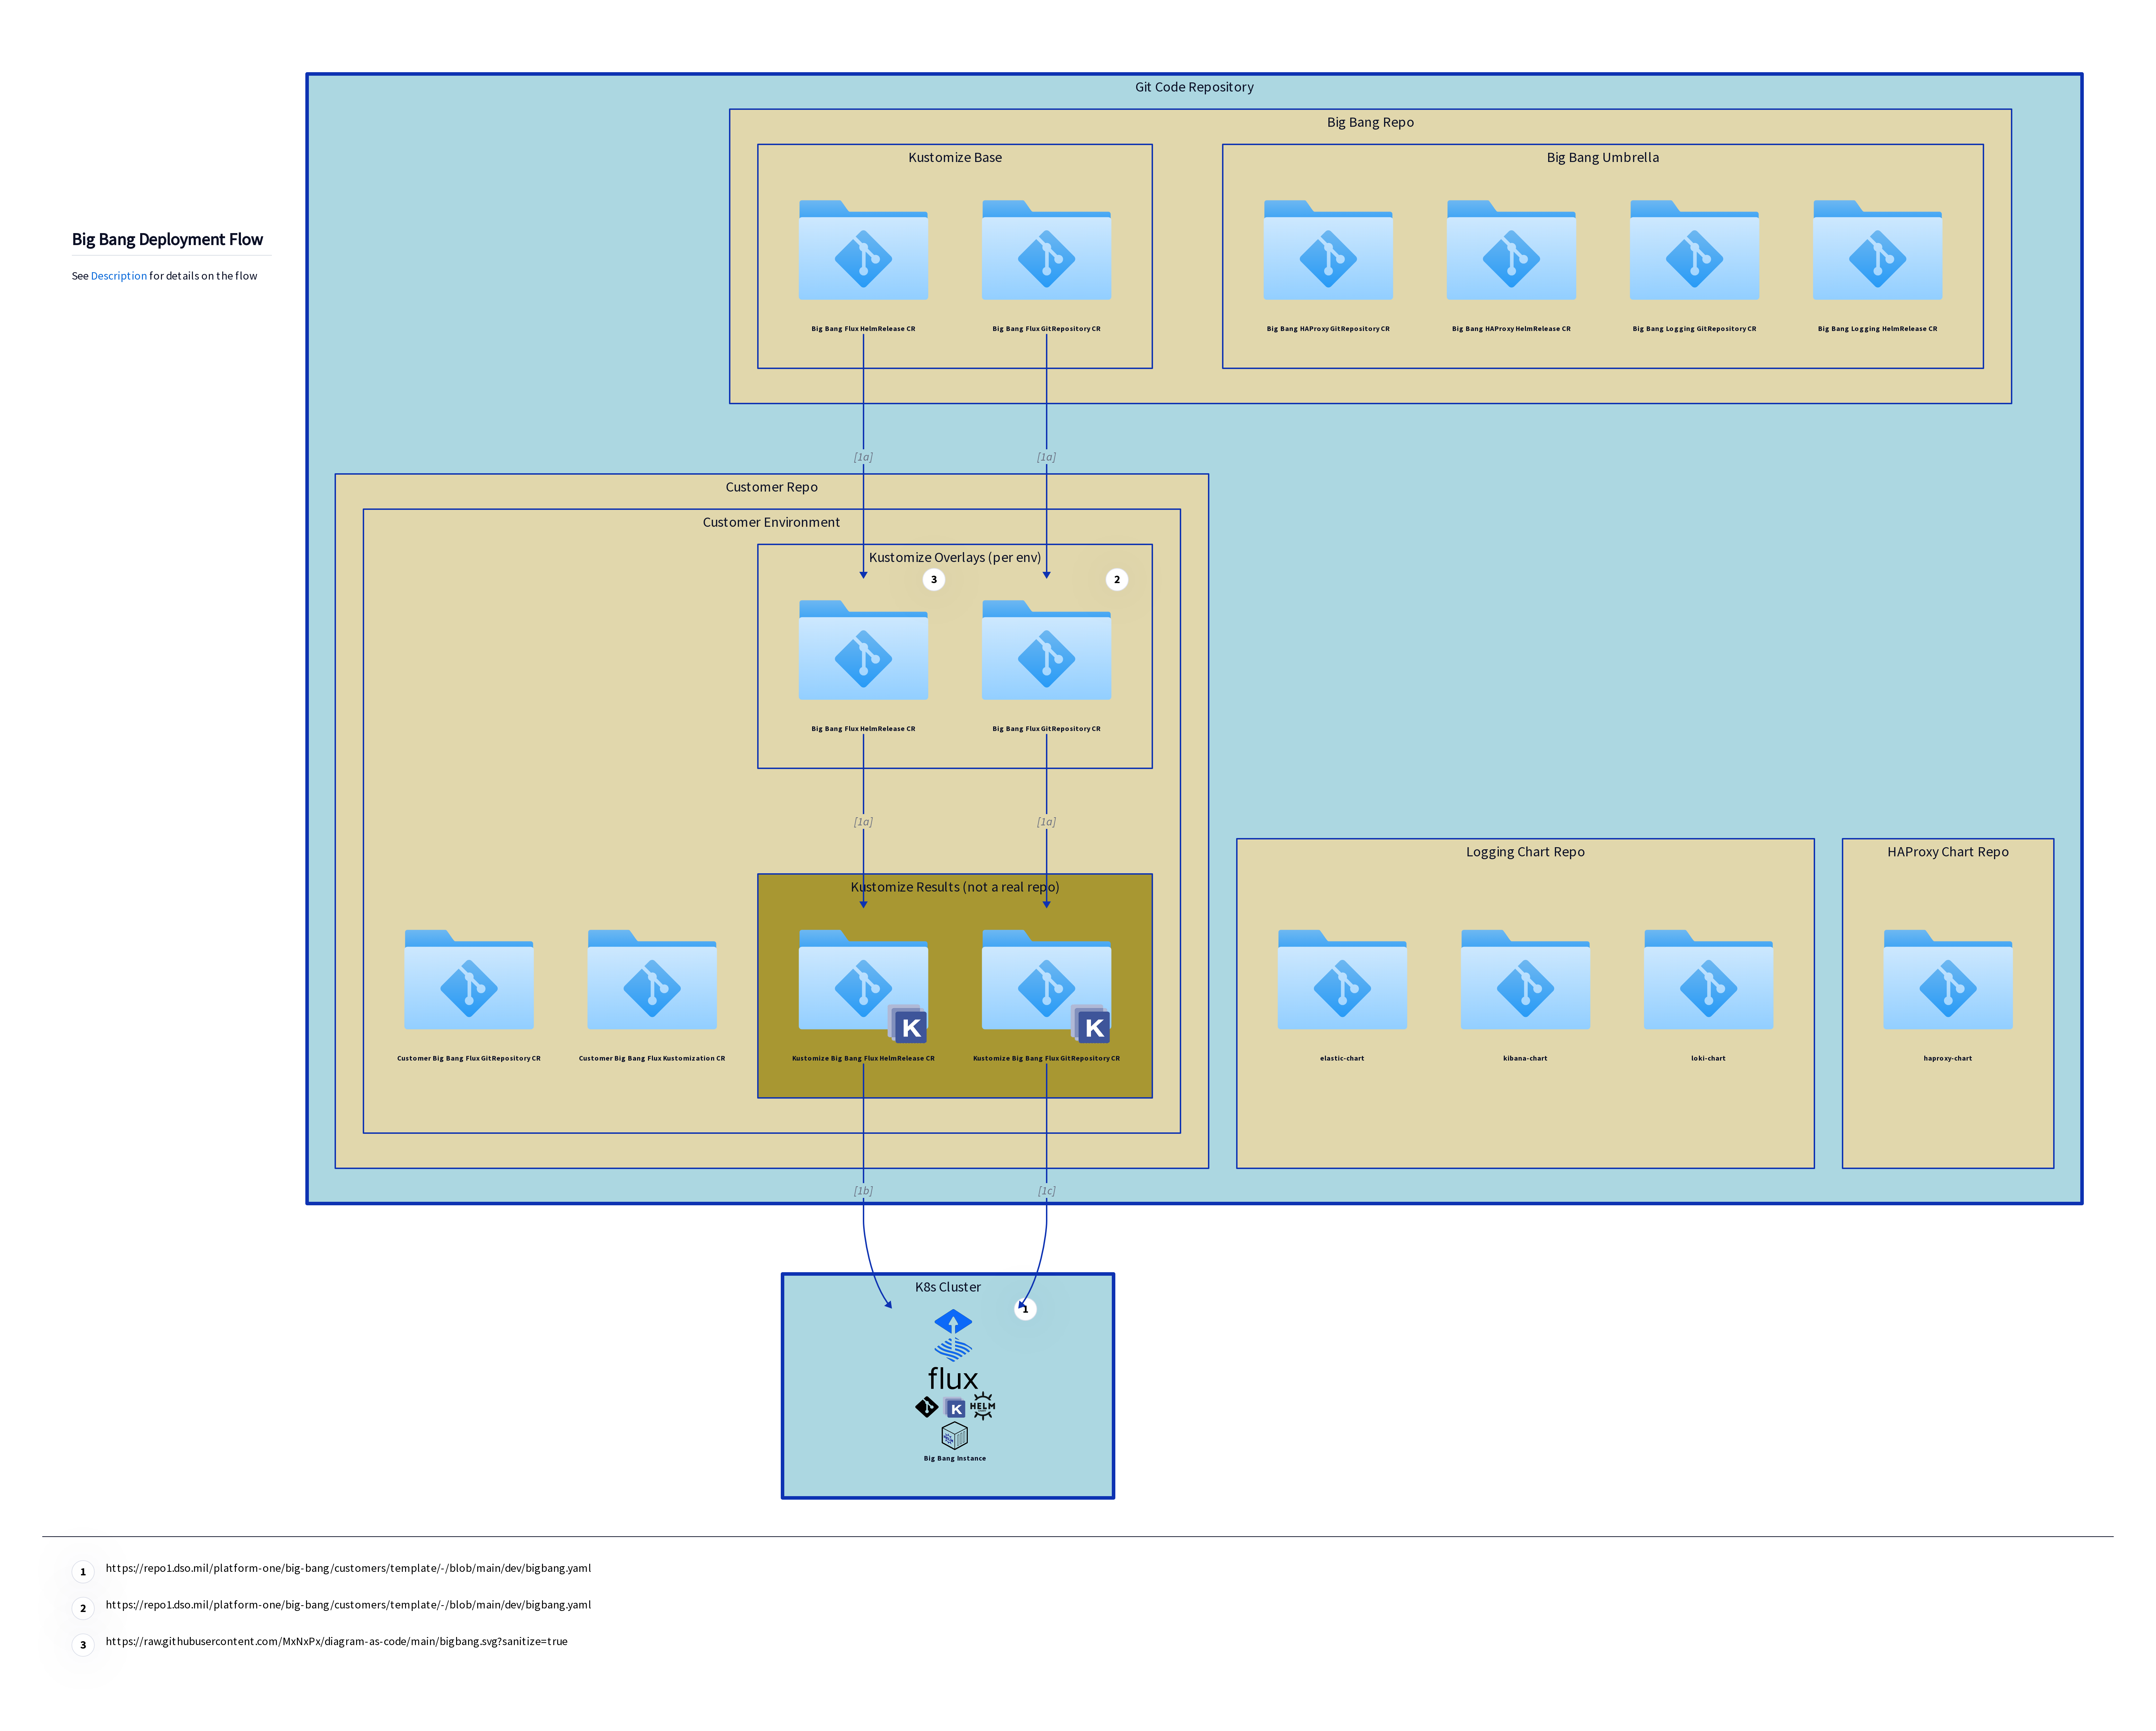 Git Code Repository
Big Bang Repo
Kustomize Base
Big Bang Umbrella
Big Bang Deployment Flow
See Description for details on the flow
Big Bang Flux HelmRelease CR
Big Bang Flux GitRepository CR
Big Bang HAProxy GitRepository CR
Big Bang HAProxy HelmRelease CR
Big Bang Logging GitRepository CR
Big Bang Logging HelmRelease CR
[1a]
[1a]
Customer Repo
Customer Environment
Kustomize Overlays (per env)
3
2
Big Bang Flux HelmRelease CR
Big Bang Flux GitRepository CR
[1a]
[1a]
Logging Chart Repo
HAProxy Chart Repo
Kustomize Results (not a real repo)
K
K
Customer Big Bang Flux GitRepository CR
Customer Big Bang Flux Kustomization CR
Kustomize Big Bang Flux HelmRelease CR
Kustomize Big Bang Flux GitRepository CR
elastic-chart
kibana-chart
loki-chart
haproxy-chart
[1b]
[1c]
K8s Cluster
1
flux
K
HELM
Big Bang Instance
1 https://repo1.dso.mil/platform-one/big-bang/customers/template/-/blob/main/dev/bigbang.yaml
2 https://repo1.dso.mil/platform-one/big-bang/customers/template/-/blob/main/dev/bigbang.yaml
3 https://raw.githubusercontent.com/MxNxPx/diagram-as-code/main/bigbang.svg?sanitize=true